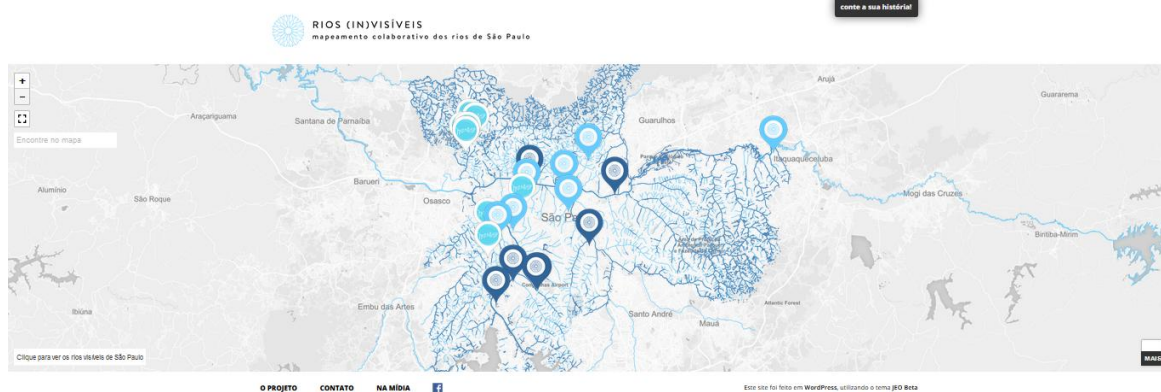 conte a sua história!
RIOS (IN)VISÍVEIS
mapeamento colaborativo dos rios de São Paulo
+
−
Encontre no mapa
Arujá
Guararema
Araçariguama
Santana de Parnaíba
Guarulhos
Itaquaquecetuba
Barueri
Alumínio
São Roque
Osasco
Mogi das Cruzes
São
Biritiba-Mirim
Airport
Embu das Artes
Ibiúna
Santo André
Mauá
Atlantic Forest
Clique para ver os rios visíveis de São Paulo
MAIS
O PROJETO CONTATO NA MÍDIA f
Este site foi feito em WordPress, utilizando o tema JEO Beta